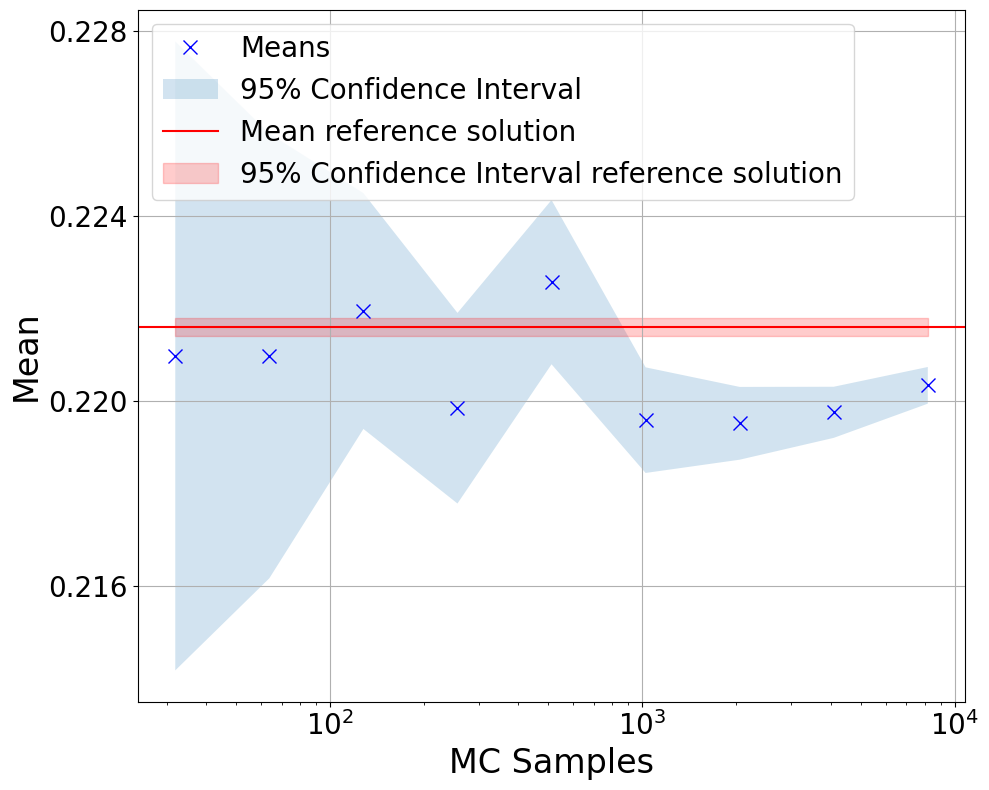 0.228
0.224
0.220
0.216
Mean
Means
95% Confidence Interval
Mean reference solution
95% Confidence Interval reference solution
10²
10³
10⁴
MC Samples